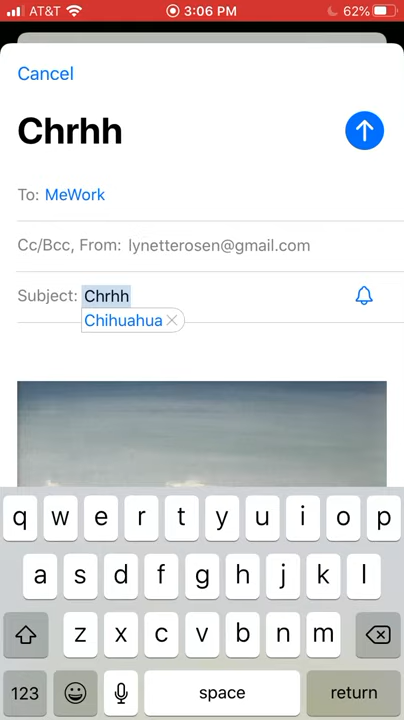 AT&T 3:06 PM 62%
Cancel
Chrhh
To: MeWork
Cc/Bcc, From: lynetterosen@gmail.com
Subject: Chrhh
Chihuahua
q w e r t y u i o p
a s d f g h j k l
z x c v b n m
123 space return